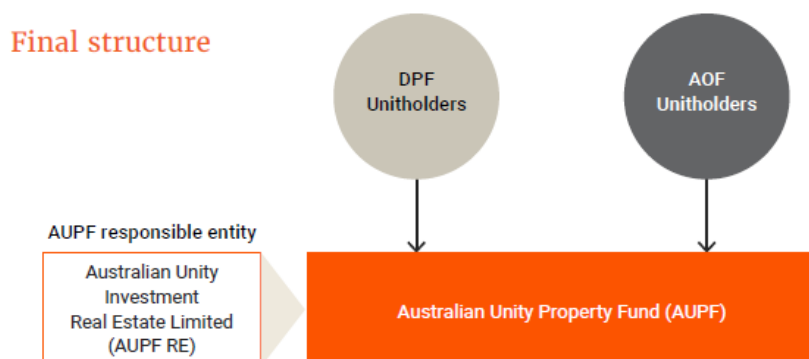 Final structure
DPF
Unitholders
AOF
Unitholders
AUPF responsible entity
Australian Unity
Investment
Real Estate Limited
(AUPF RE)
Australian Unity Property Fund (AUPF)